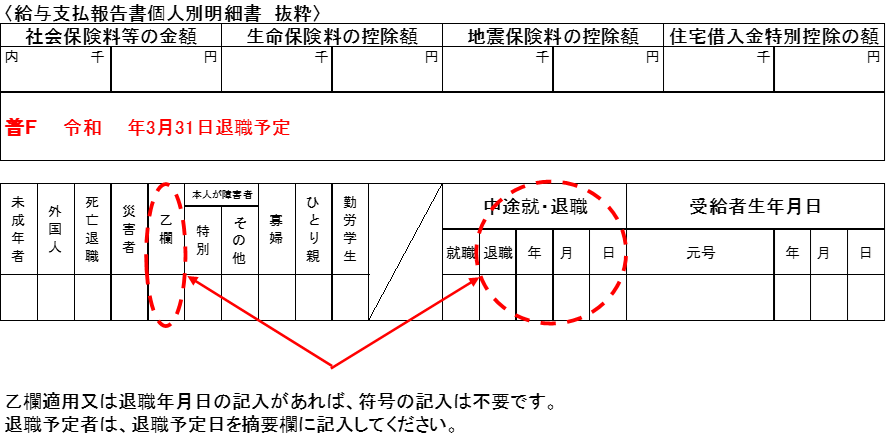 〈給与支払報告書個人別明細書 抜粋〉
社会保険料等の金額 生命保険料の控除額 地震保険料の控除額 住宅借入金特別控除の額
内 千 円 千 円 千 円 千 円
普F 令和 年3月31日退職予定
未成年者 外国人 死亡退職 災害者 乙欄 本人が障害者 特別 その他 寡婦 ひとり親 勤労学生 中途就・退職 受給者生年月日
就職 退職 年 月 日 元号 年 月 日
乙欄適用又は退職年月日の記入があれば、符号の記入は不要です。
退職予定者は、退職予定日を摘要欄に記入してください。